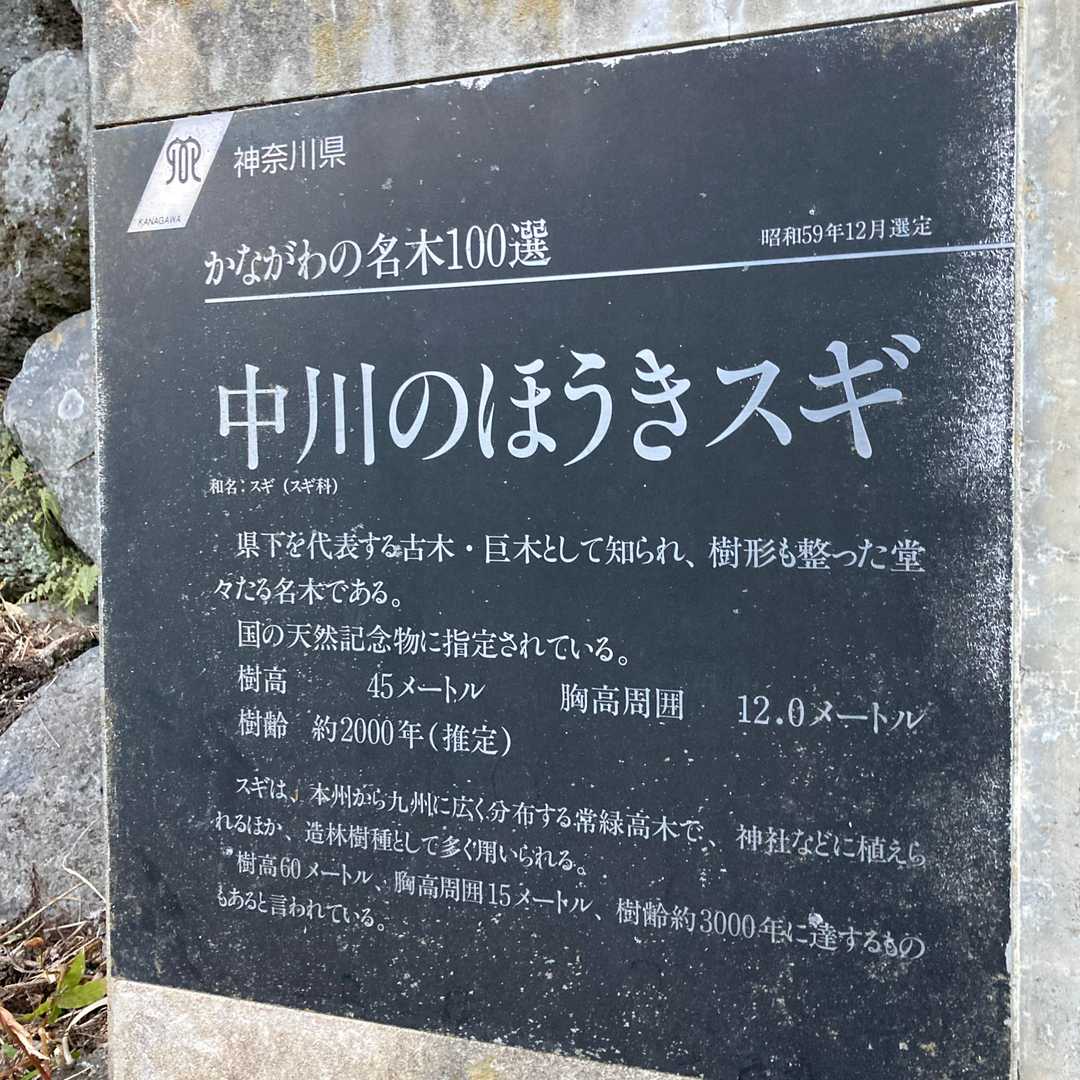 神奈川県
KANAGAWA
かながわの名木100選
昭和59年12月選定
中川のほうきスギ
和名：スギ（スギ科）
県下を代表する古木・巨木として知られ、樹形も整った堂
々たる名木である。
国の天然記念物に指定されている。
樹高 45メートル 胸高周囲 12.0メートル
樹齢 約2000年（推定）
スギは、本州から九州に広く分布する常緑高木で、神社などに植えら
れるほか、造林樹種として多く用いられる。
樹高60メートル、胸高周囲15メートル、樹齢約3000年に達するもの
もあると言われている。